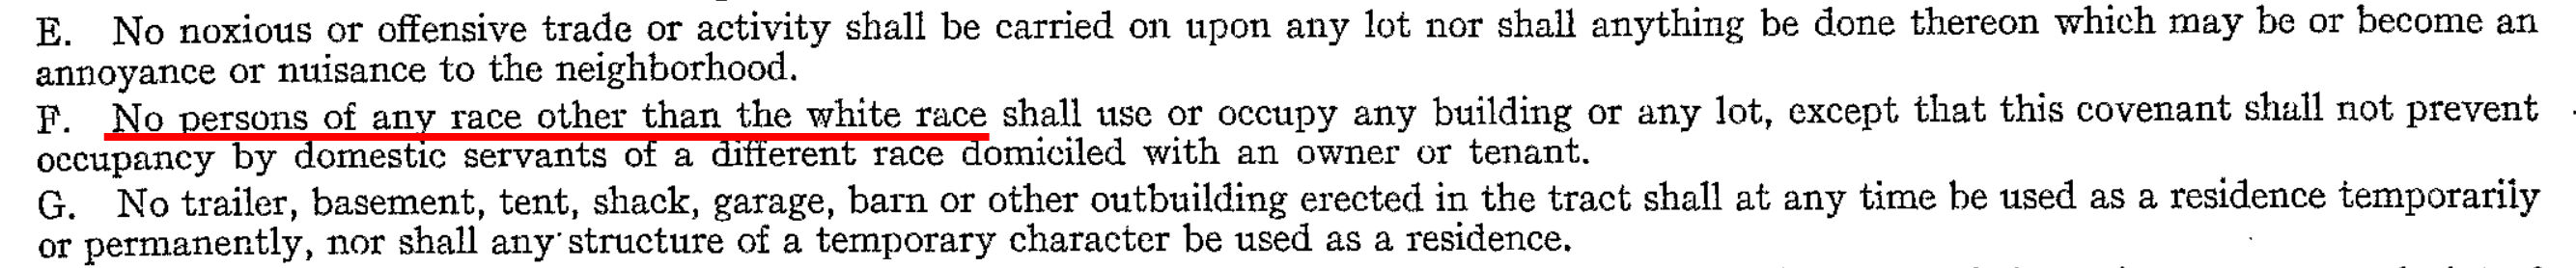 E. No noxious or offensive trade or activity shall be carried on upon any lot nor shall anything be done thereon which may be or become an
annoyance or nuisance to the neighborhood.
F. No persons of any race other than the white race shall use or occupy any building or any lot, except that this covenant shall not prevent
occupancy by domestic servants of a different race domiciled with an owner or tenant.
G. No trailer, basement, tent, shack, garage, barn or other outbuilding erected in the tract shall at any time be used as a residence temporarily
or permanently, nor shall any structure of a temporary character be used as a residence.